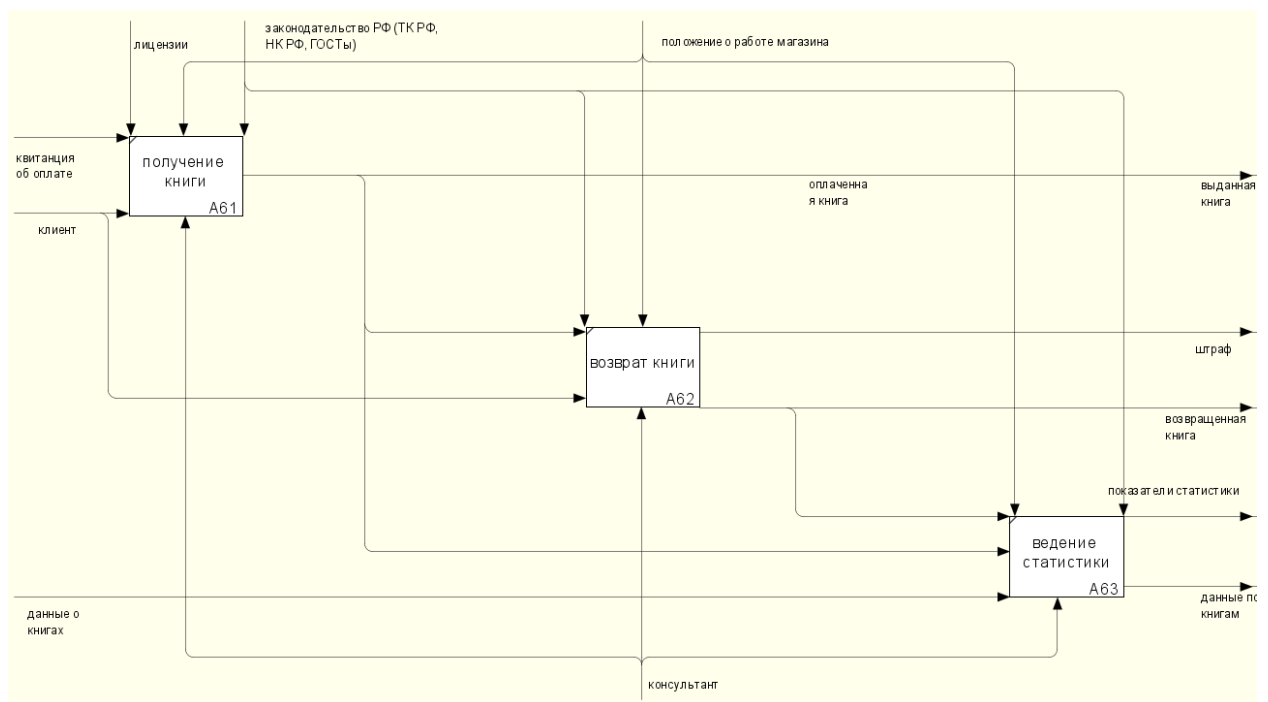 законодательство РФ (ТК РФ,
НК РФ, ГОСТы)
лицензии
положение о работе магазина
квитанция
об оплате
получение
книги
A61
клиент
оплаченна
я книга
выданная
книга
возврат книги
A62
штраф
возвращенная
книга
показатели статистики
ведение
статистики
A63
данные о
книгах
данные по
книгам
консультант